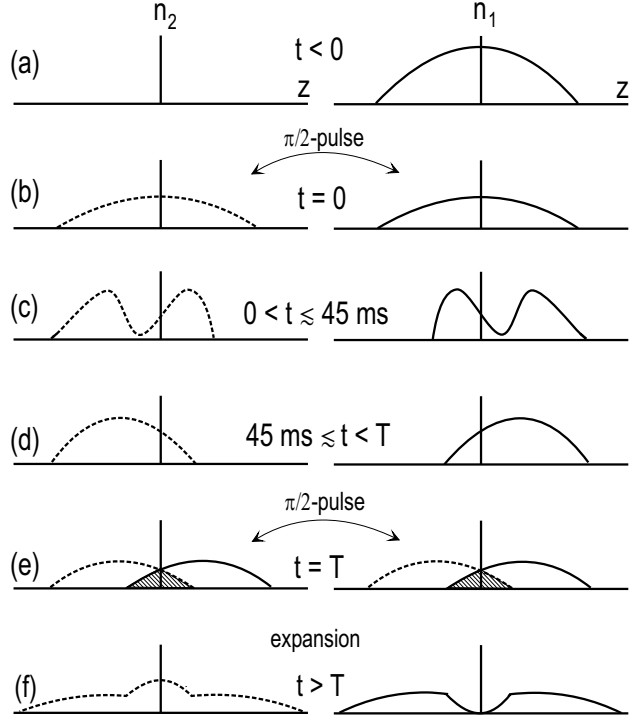 n₂ n₁
(a) t < 0
z z
π/2-pulse
(b) t = 0
(c) 0 < t ≲ 45 ms
(d) 45 ms ≲ t < T
π/2-pulse
(e) t = T
expansion
(f) t > T